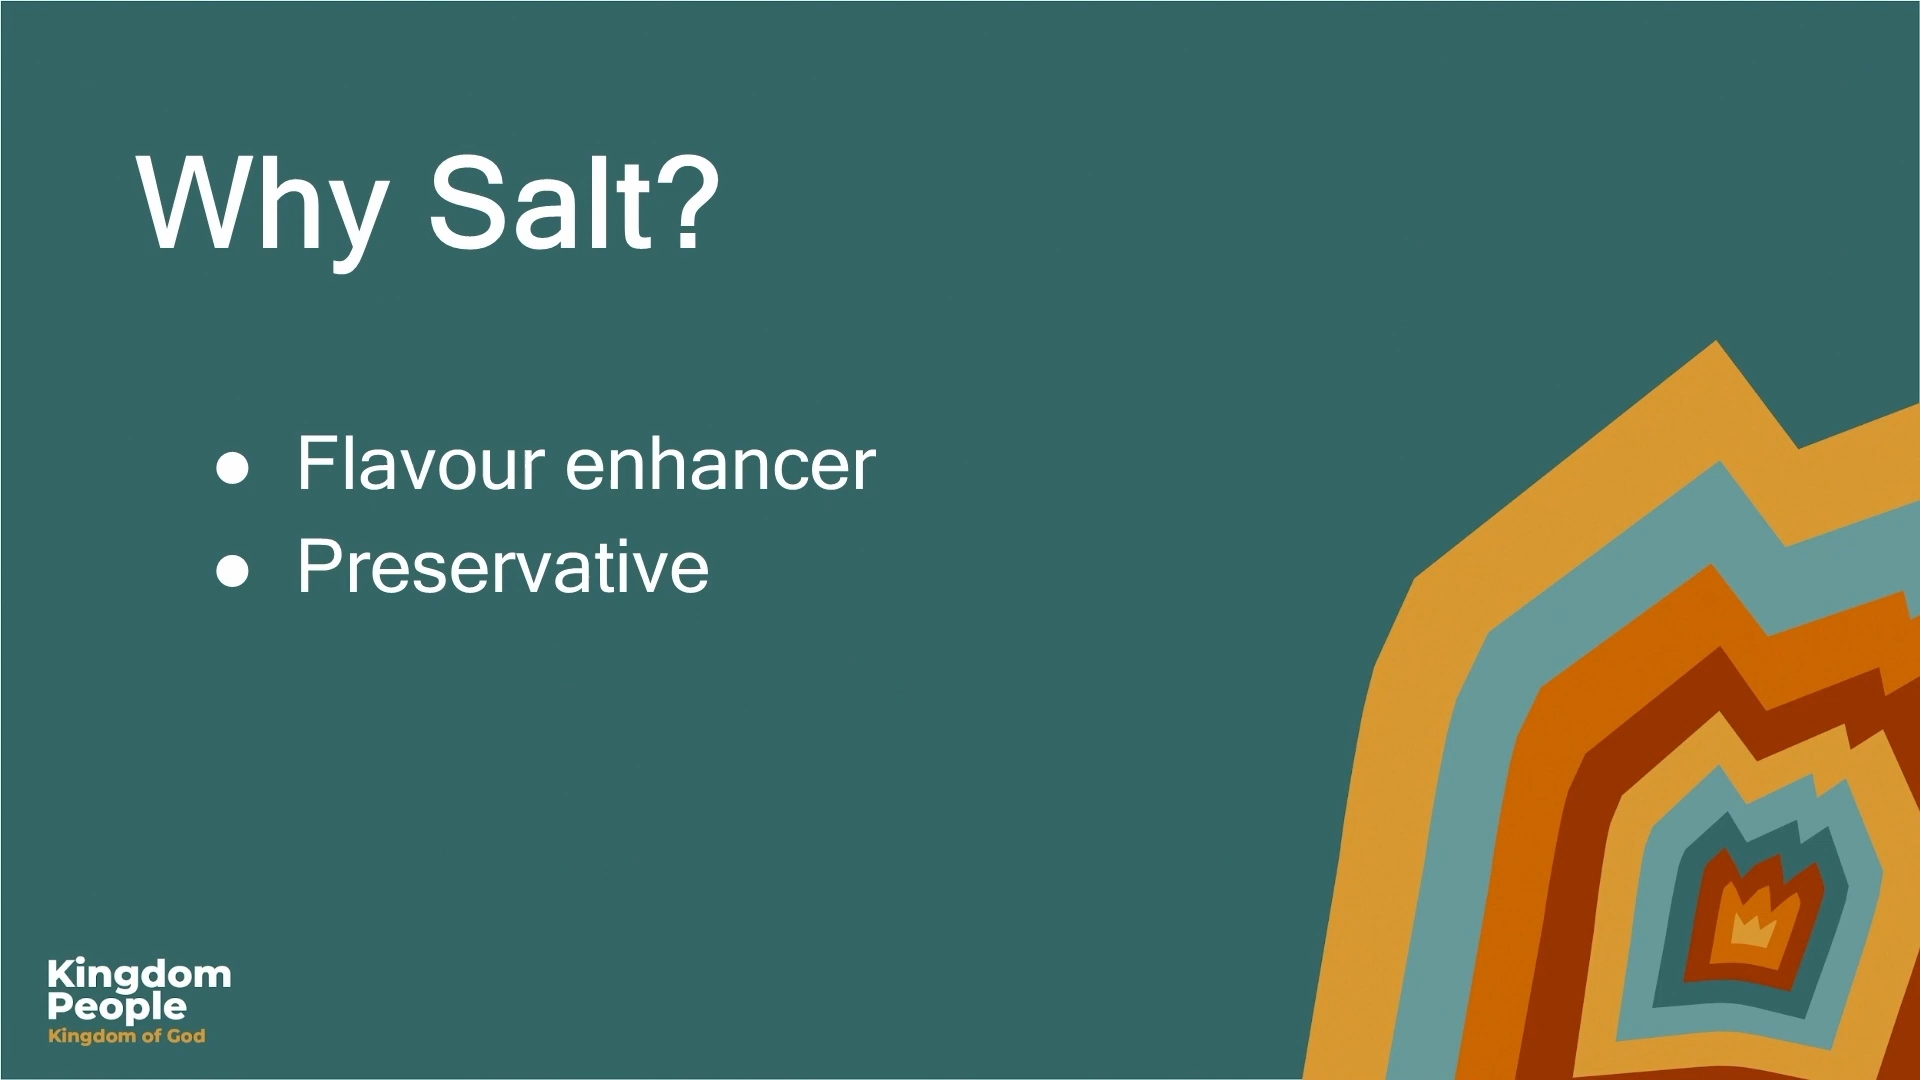 Why Salt?
● Flavour enhancer
● Preservative
Kingdom
People
Kingdom of God